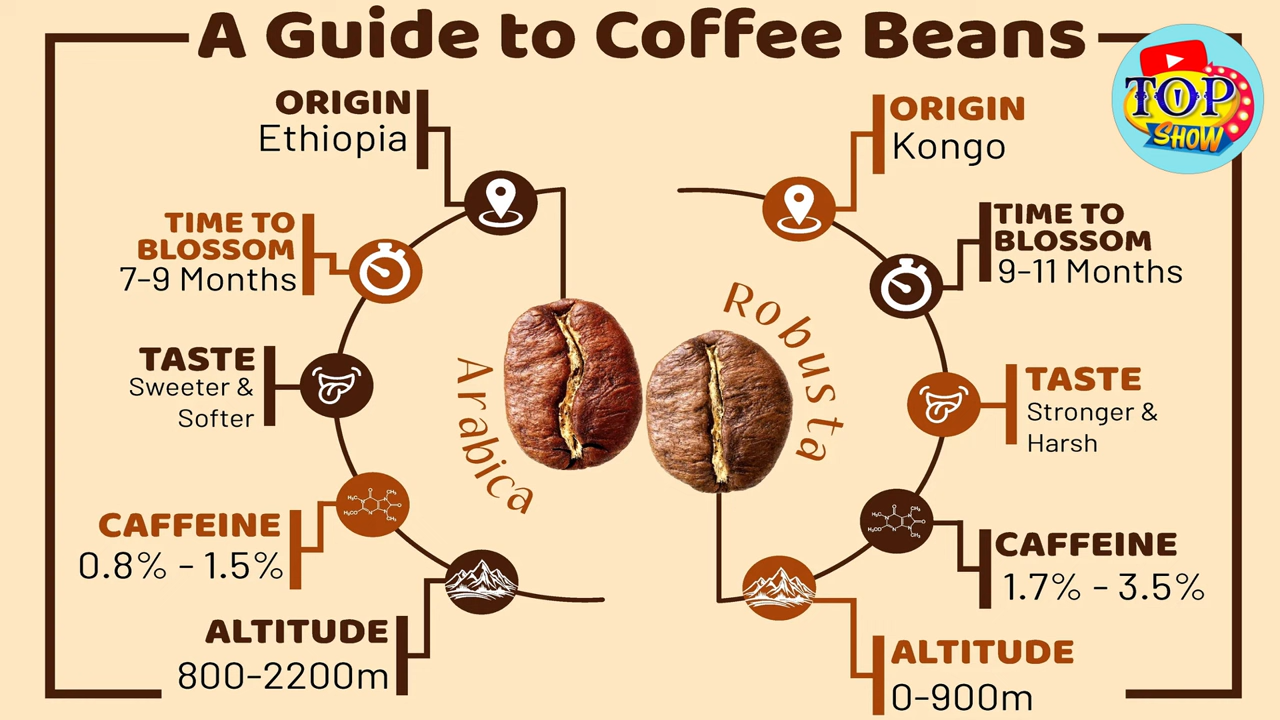 A Guide to Coffee Beans
TOP
SHOW
ORIGIN
Ethiopia
TIME TO
BLOSSOM
7-9 Months
TASTE
Sweeter &
Softer
CAFFEINE
0.8% - 1.5%
ALTITUDE
800-2200m
Arabica
Robusta
ORIGIN
Kongo
TIME TO
BLOSSOM
9-11 Months
TASTE
Stronger &
Harsh
CAFFEINE
1.7% - 3.5%
ALTITUDE
0-900m